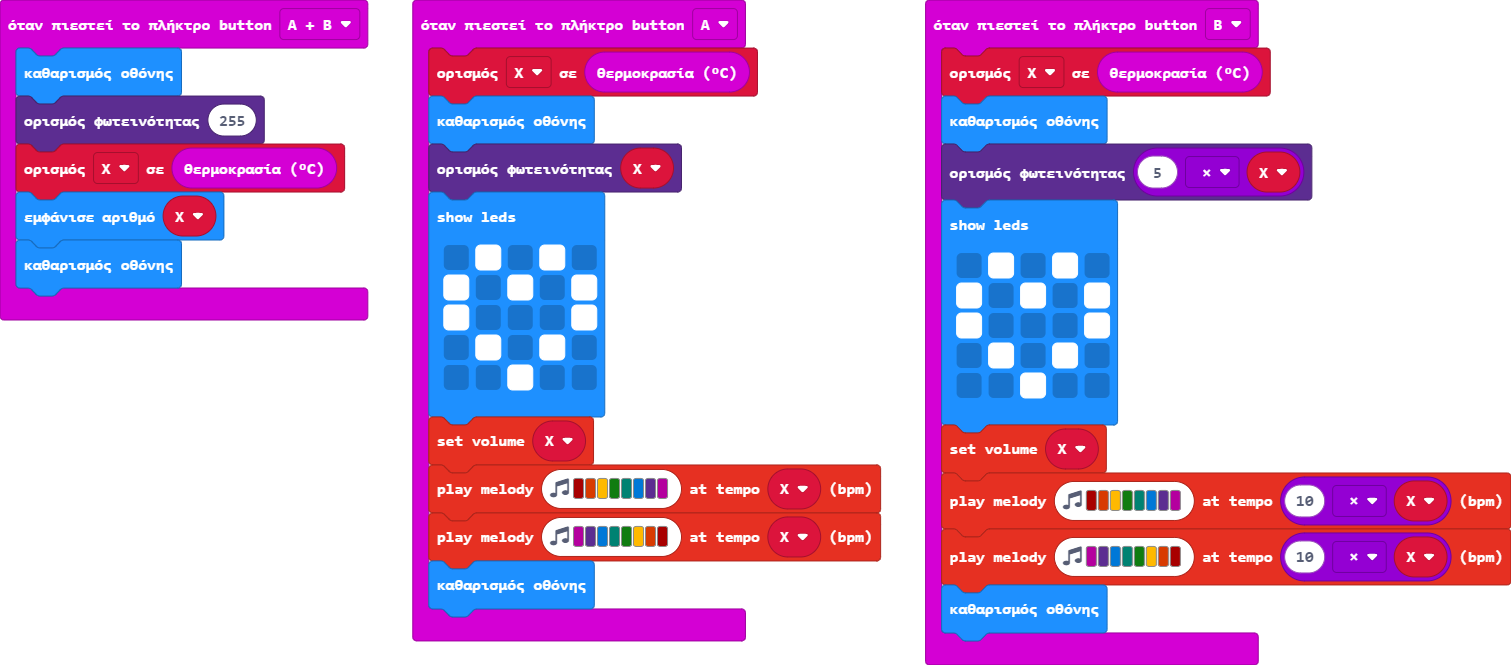 όταν πιεστεί το πλήκτρο button A + B
καθαρισμός οθόνης
ορισμός φωτεινότητας 255
ορισμός X σε θερμοκρασία (ºC)
εμφάνισε αριθμό X
καθαρισμός οθόνης
όταν πιεστεί το πλήκτρο button A
ορισμός X σε θερμοκρασία (ºC)
καθαρισμός οθόνης
ορισμός φωτεινότητας X
show leds
set volume X
play melody at tempo X (bpm)
play melody at tempo X (bpm)
καθαρισμός οθόνης
όταν πιεστεί το πλήκτρο button B
ορισμός X σε θερμοκρασία (ºC)
καθαρισμός οθόνης
ορισμός φωτεινότητας 5 × X
show leds
set volume X
play melody at tempo 10 × X (bpm)
play melody at tempo 10 × X (bpm)
καθαρισμός οθόνης